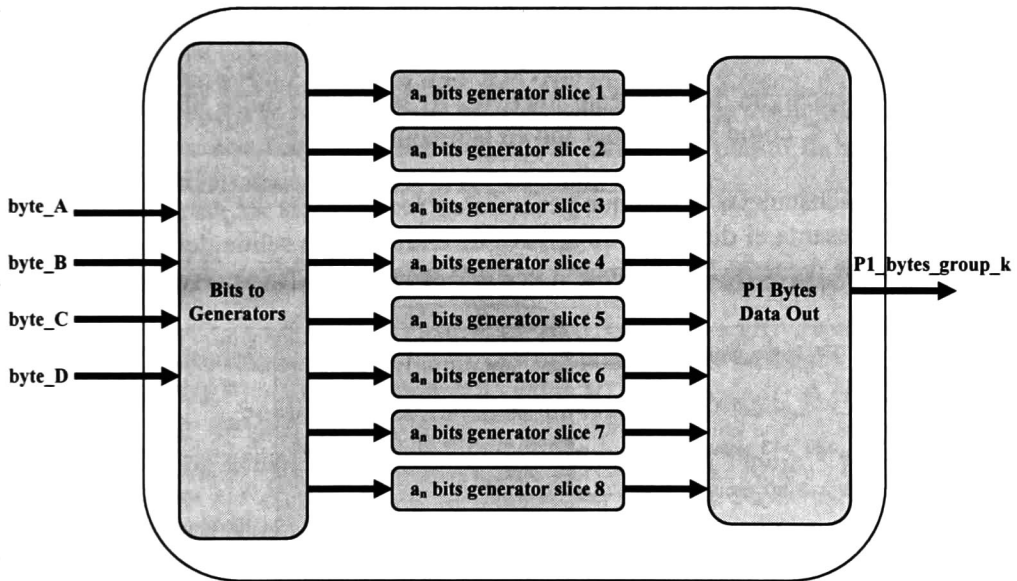 byte_A
byte_B
byte_C
byte_D
Bits to
Generators
aₙ bits generator slice 1
aₙ bits generator slice 2
aₙ bits generator slice 3
aₙ bits generator slice 4
aₙ bits generator slice 5
aₙ bits generator slice 6
aₙ bits generator slice 7
aₙ bits generator slice 8
P1 Bytes
Data Out
P1_bytes_group_k